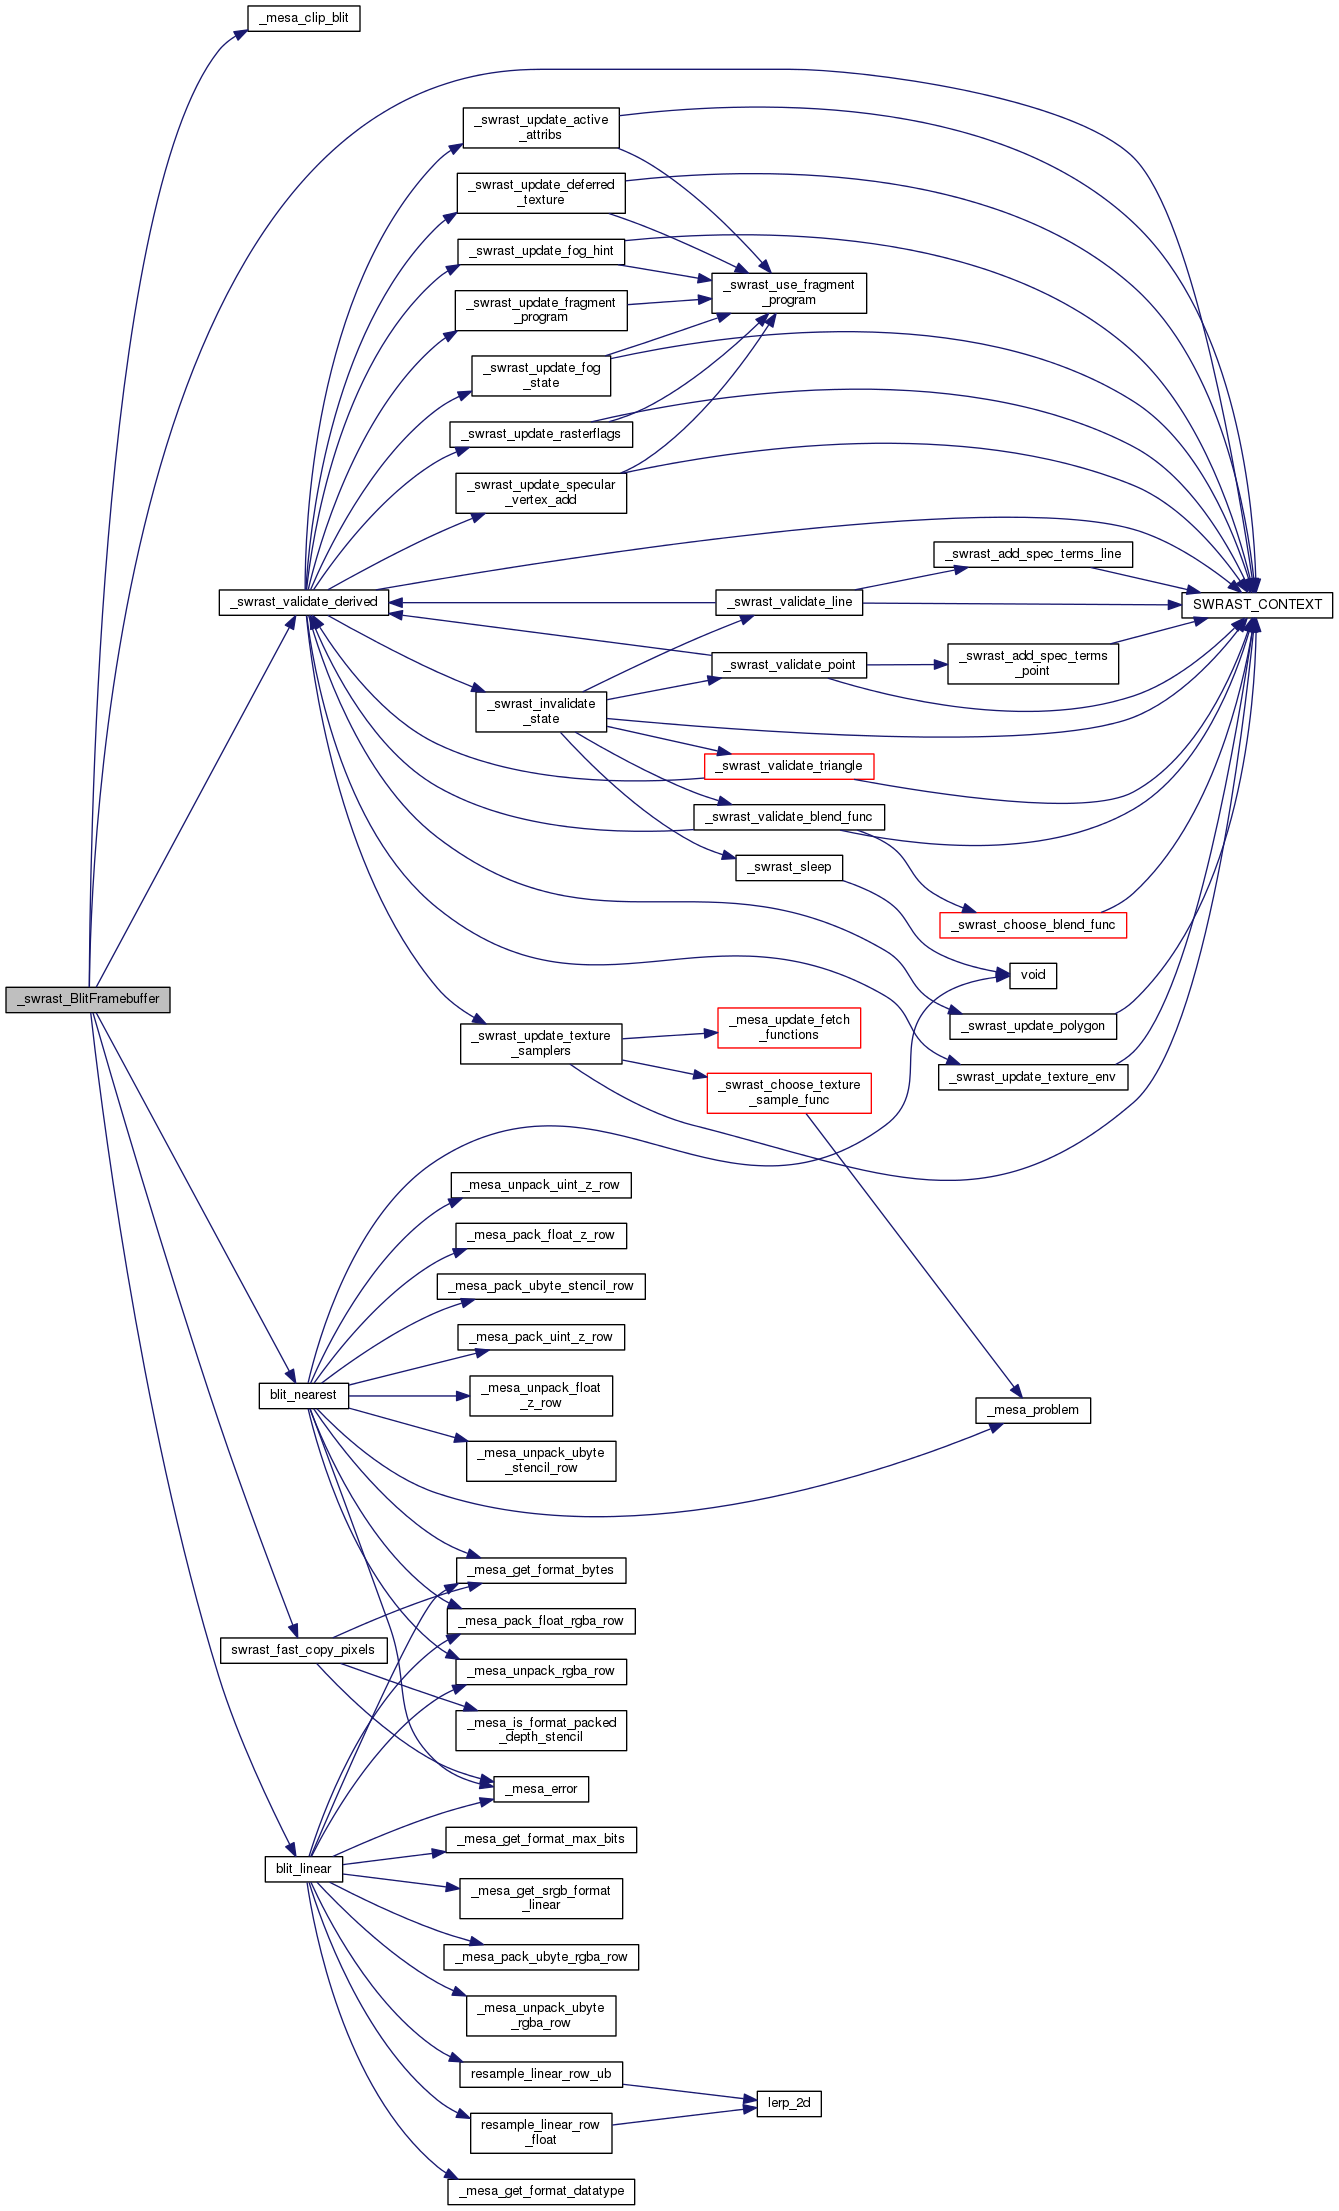 _mesa_clip_blit
_swrast_update_active
_attribs
_swrast_update_deferred
_texture
_swrast_update_fog_hint
_swrast_use_fragment
_program
_swrast_update_fragment
_program
_swrast_update_fog
_state
_swrast_update_rasterflags
_swrast_update_specular
_vertex_add
_swrast_add_spec_terms_line
_swrast_validate_derived
_swrast_validate_line
SWRAST_CONTEXT
_swrast_validate_point
_swrast_add_spec_terms
_point
_swrast_invalidate
_state
_swrast_validate_triangle
_swrast_validate_blend_func
_swrast_sleep
_swrast_choose_blend_func
void
_swrast_BlitFramebuffer
_swrast_update_polygon
_swrast_update_texture
_samplers
_mesa_update_fetch
_functions
_swrast_update_texture_env
_swrast_choose_texture
_sample_func
_mesa_unpack_uint_z_row
_mesa_pack_float_z_row
_mesa_pack_ubyte_stencil_row
_mesa_pack_uint_z_row
blit_nearest
_mesa_unpack_float
_z_row
_mesa_problem
_mesa_unpack_ubyte
_stencil_row
_mesa_get_format_bytes
_mesa_pack_float_rgba_row
swrast_fast_copy_pixels
_mesa_unpack_rgba_row
_mesa_is_format_packed
_depth_stencil
_mesa_error
_mesa_get_format_max_bits
blit_linear
_mesa_get_srgb_format
_linear
_mesa_pack_ubyte_rgba_row
_mesa_unpack_ubyte
_rgba_row
resample_linear_row_ub
lerp_2d
resample_linear_row
_float
_mesa_get_format_datatype